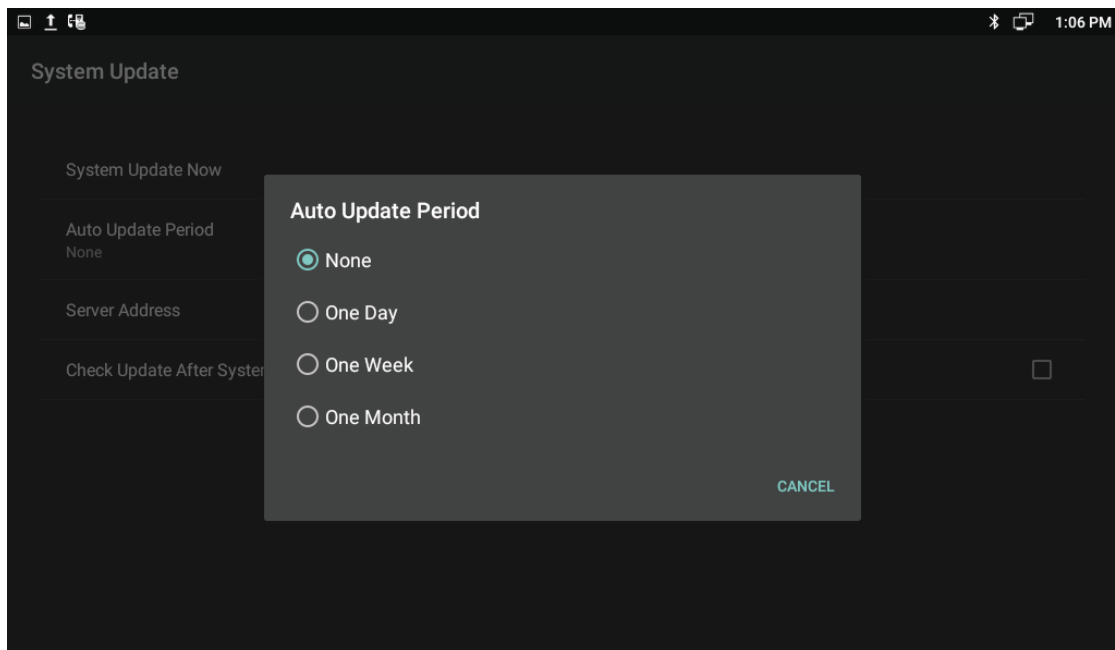 1:06 PM
System Update
System Update Now
Auto Update Period
None
Server Address
Check Update After
Auto Update Period
None
One Day
One Week
One Month
CANCEL